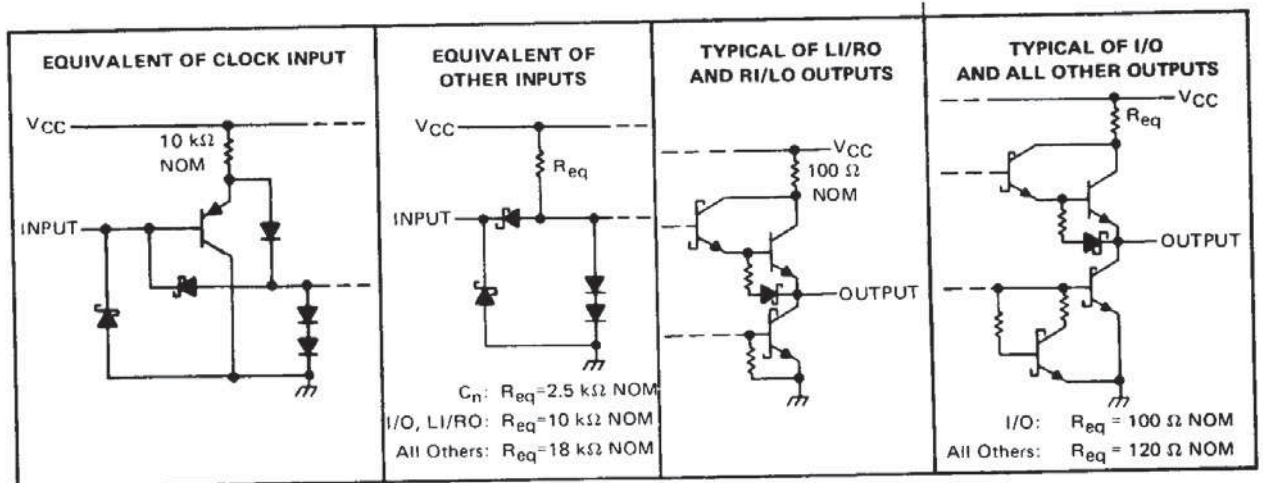 EQUIVALENT OF CLOCK INPUT
VCC
10 kΩ
NOM
INPUT
EQUIVALENT OF
OTHER INPUTS
VCC
Req
INPUT
Cn: Req=2.5 kΩ NOM
I/O, LI/RO: Req=10 kΩ NOM
All Others: Req=18 kΩ NOM
TYPICAL OF LI/RO
AND RI/LO OUTPUTS
VCC
100 Ω
NOM
OUTPUT
TYPICAL OF I/O
AND ALL OTHER OUTPUTS
VCC
Req
OUTPUT
I/O: Req = 100 Ω NOM
All Others: Req = 120 Ω NOM